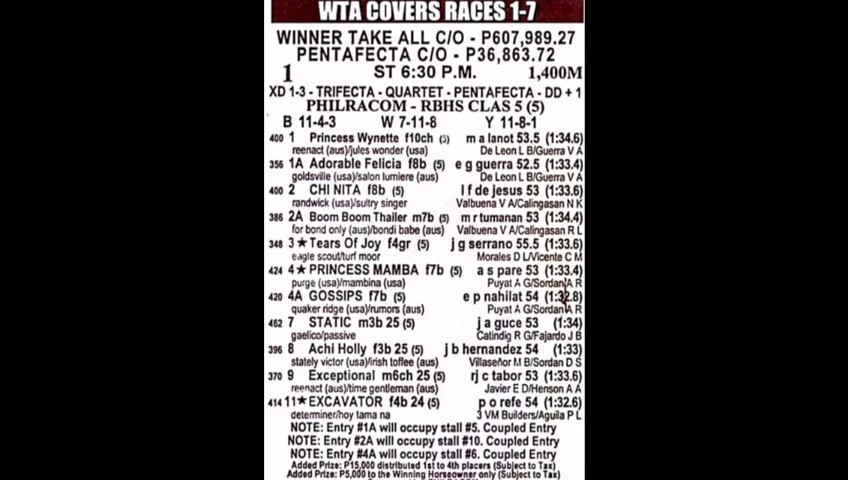 WTA COVERS RACES 1-7
WINNER TAKE ALL C/O - P607,989.27
PENTAFECTA C/O - P36,863.72
1 ST 6:30 P.M. 1,400M
XD 1-3 - TRIFECTA - QUARTET - PENTAFECTA - DD + 1
PHILRACOM - RBHS CLAS 5 (5)
B 11-4-3 W 7-11-8 Y 11-8-1
400 1 Princess Wynette f10ch (5) m a lanot 53.5 (1:34.6)
reenact (aus)/jules wonder (usa) De Leon L B/Guerra V A
356 1A Adorable Felicia f8b (5) e g guerra 52.5 (1:33.4)
goldsville (usa)/salon lumiere (aus) De Leon L B/Guerra V A
400 2 CHI NITA f8b (5) l f de jesus 53 (1:33.6)
randwick (usa)/sultry singer Valbuena V A/Calingasan N K
386 2A Boom Boom Thailer m7b (5) m r tumanan 53 (1:34.4)
for bond only (aus)/bondi babe (aus) Valbuena V A/Calingasan R L
348 3★Tears Of Joy f4gr (5) j g serrano 55.5 (1:33.6)
eagle scout/turf moor Morales D L/Vicente C M
424 4★PRINCESS MAMBA f7b (5) a s pare 53 (1:33.4)
purge (usa)/mambina (usa) Puyat A G/Sordan A R
420 4A GOSSIPS f7b (5) e p nahilat 54 (1:32.8)
quaker ridge (usa)/rumors (aus) Puyat A G/Sordan A R
462 7 STATIC m3b 25 (5) j a guce 53 (1:34)
gaelico/passive Catindig R G/Fajardo J B
396 8 Achi Holly f3b 25 (5) j b hernandez 54 (1:33)
stately victor (usa)/irish toffee (aus) Villaseñor M B/Sordan D S
370 9 Exceptional m6ch 25 (5) rj c tabor 53 (1:33.6)
reenact (aus)/time gentleman (aus) Javier E D/Henson A A
414 11★EXCAVATOR f4b 24 (5) p o refe 54 (1:32.6)
determiner/hoy tama na 3 VM Builders/Aguila P L
NOTE: Entry #1A will occupy stall #5. Coupled Entry
NOTE: Entry #2A will occupy stall #10. Coupled Entry
NOTE: Entry #4A will occupy stall #6. Coupled Entry
Added Prize: P15,000 distributed 1st to 4th placers (Subject to Tax)
Added Prize: P5,000 to the Winning Horseowner only (Subject to Tax)